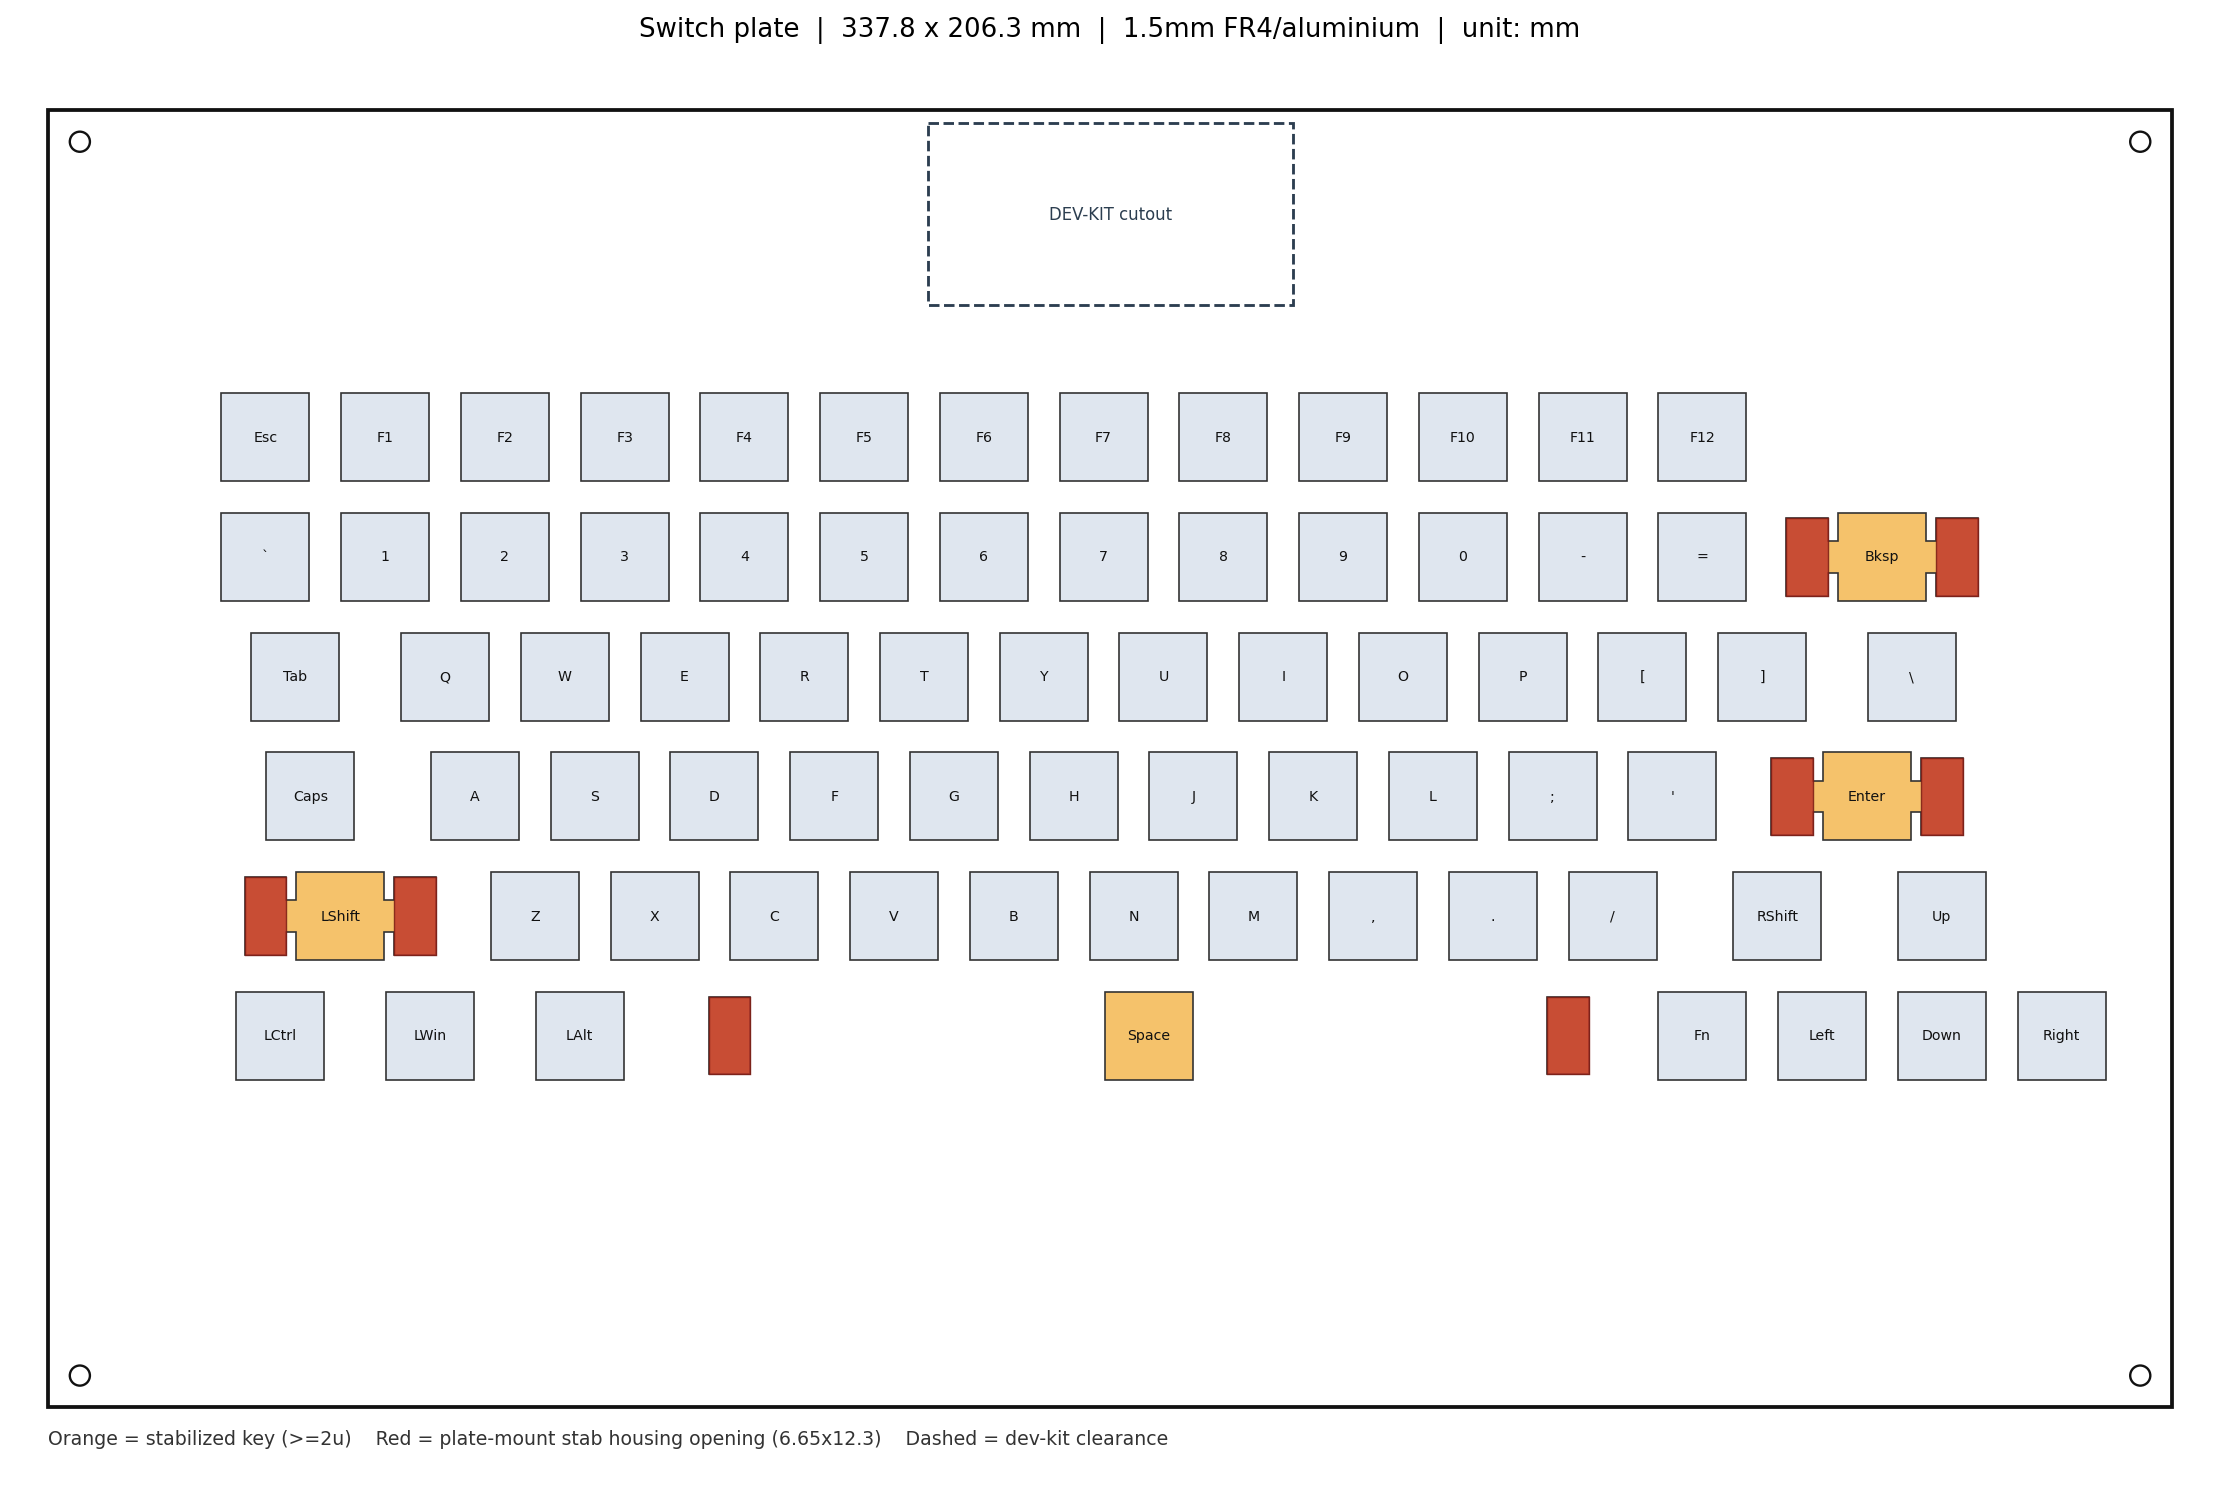 Switch plate | 337.8 x 206.3 mm | 1.5mm FR4/aluminium | unit: mm
DEV-KIT cutout
Esc F1 F2 F3 F4 F5 F6 F7 F8 F9 F10 F11 F12
` 1 2 3 4 5 6 7 8 9 0 - = Bksp
Tab Q W E R T Y U I O P [ ] \
Caps A S D F G H J K L ; ' Enter
LShift Z X C V B N M , . / RShift Up
LCtrl LWin LAlt Space Fn Left Down Right
Orange = stabilized key (>=2u) Red = plate-mount stab housing opening (6.65x12.3) Dashed = dev-kit clearance